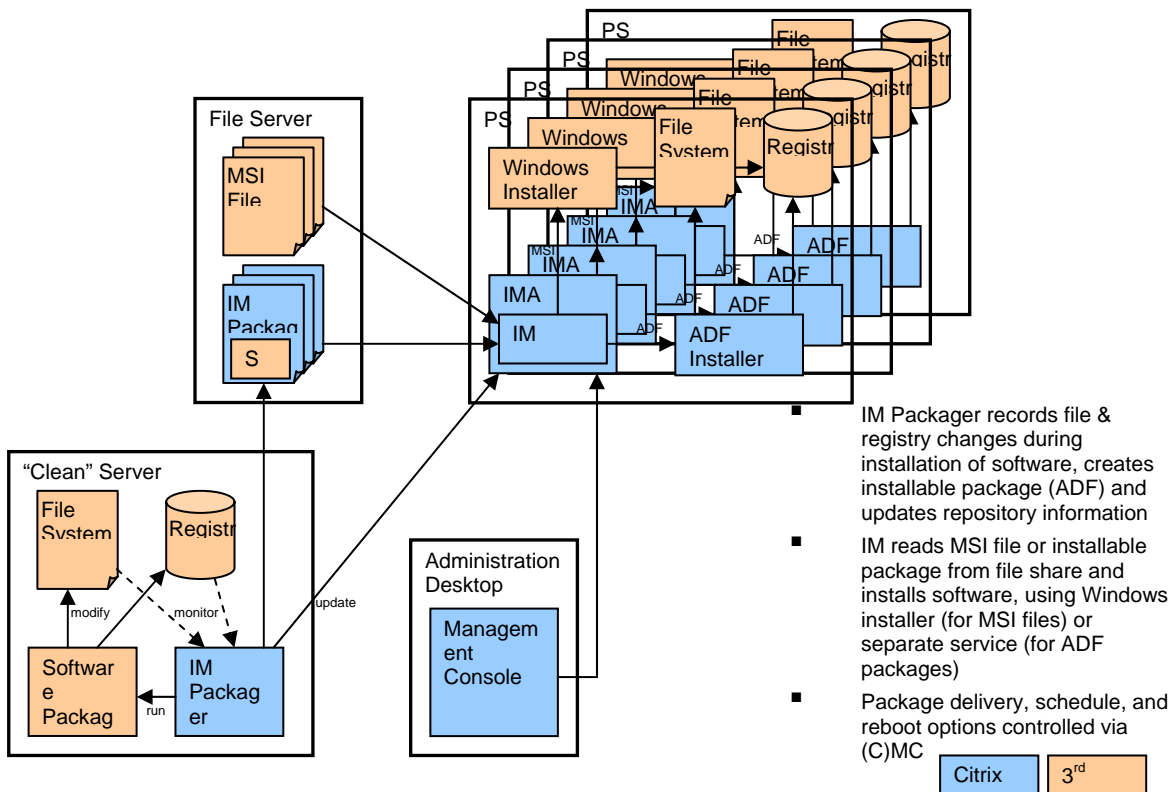 PS
File
System
Registr
Windows
PS
File
System
Registr
Windows
PS
File
System
Registr
Windows
PS
File
System
Registr
Windows
Installer
MSI
IMA
MSI
IMA
MSI
IMA
IMA
IM
ADF
ADF
ADF
ADF
ADF
ADF
ADF
ADF
Installer
File Server
MSI
File
IM
Packag
S
"Clean" Server
File
System
Registr
modify
monitor
update
Softwar
e
Packag
run
IM
Packag
er
Administration
Desktop
Managem
ent
Console
▪ IM Packager records file &
registry changes during
installation of software, creates
installable package (ADF) and
updates repository information
▪ IM reads MSI file or installable
package from file share and
installs software, using Windows
installer (for MSI files) or
separate service (for ADF
packages)
▪ Package delivery, schedule, and
reboot options controlled via
(C)MC
Citrix
3rd